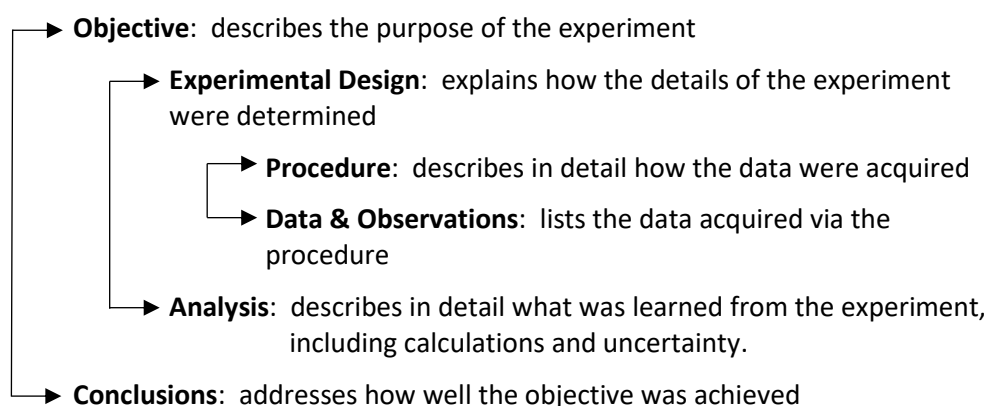 Objective: describes the purpose of the experiment
Experimental Design: explains how the details of the experiment
were determined
Procedure: describes in detail how the data were acquired
Data & Observations: lists the data acquired via the
procedure
Analysis: describes in detail what was learned from the experiment,
including calculations and uncertainty.
Conclusions: addresses how well the objective was achieved